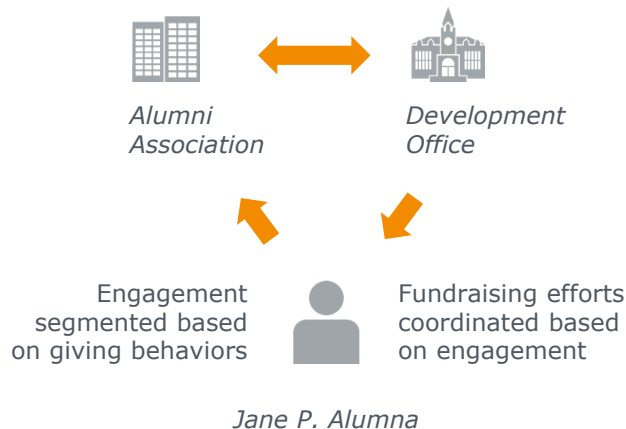 Alumni
Association
Development
Office
Engagement
segmented based
on giving behaviors
Fundraising efforts
coordinated based
on engagement
Jane P. Alumna